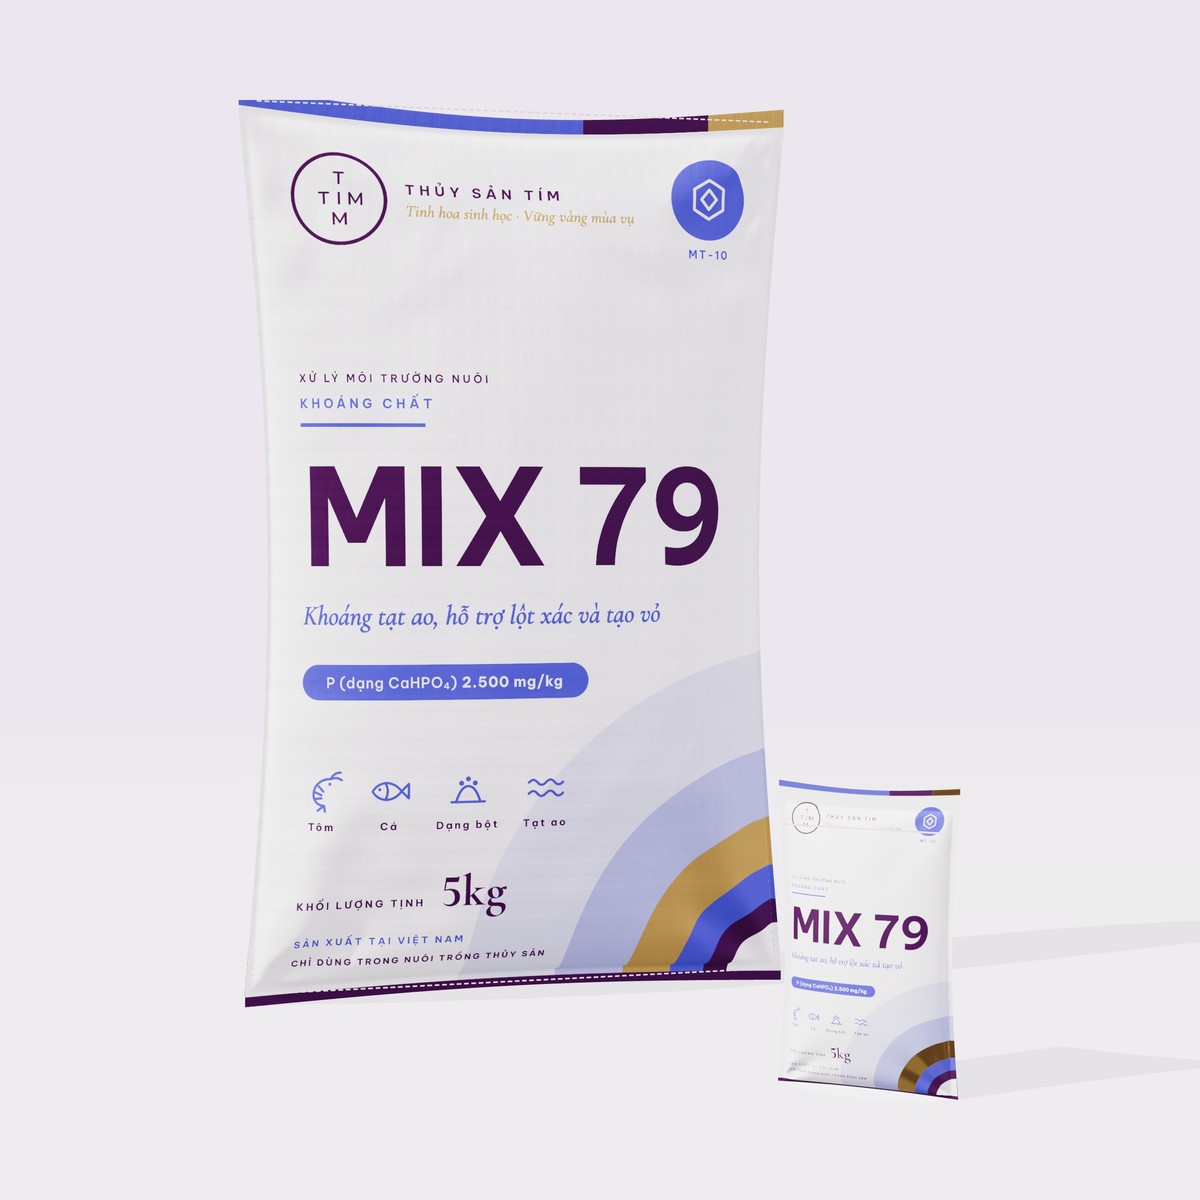 T
TIM
M
THỦY SẢN TÍM
Tinh hoa sinh học · Vững vàng mùa vụ
MT-10
XỬ LÝ MÔI TRƯỜNG NUÔI
KHOÁNG CHẤT
MIX 79
Khoáng tạt ao, hỗ trợ lột xác và tạo vỏ
P (dạng CaHPO₄) 2.500 mg/kg
Tôm Cá Dạng bột Tạt ao
KHỐI LƯỢNG TỊNH 5kg
SẢN XUẤT TẠI VIỆT NAM
CHỈ DÙNG TRONG NUÔI TRỒNG THỦY SẢN
T
TIM
M
THỦY SẢN TÍM
MT-10
MIX 79
Khoáng tạt ao, hỗ trợ lột xác và tạo vỏ
P (dạng CaHPO₄) 2.500 mg/kg
Tạt ao
5kg